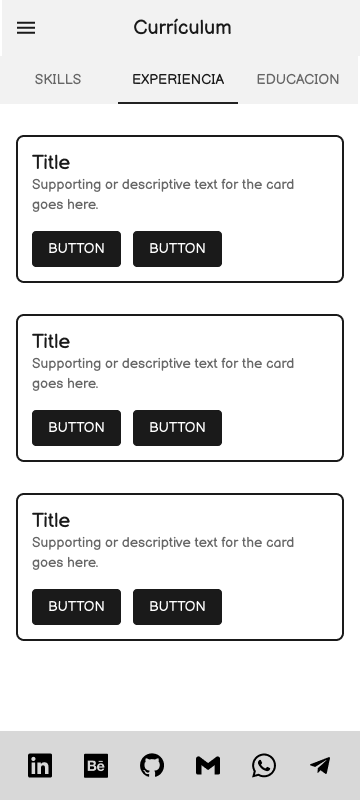 Currículum
SKILLS
EXPERIENCIA
EDUCACION
Title
Supporting or descriptive text for the card
goes here.
BUTTON
BUTTON
Title
Supporting or descriptive text for the card
goes here.
BUTTON
BUTTON
Title
Supporting or descriptive text for the card
goes here.
BUTTON
BUTTON
in
Bē